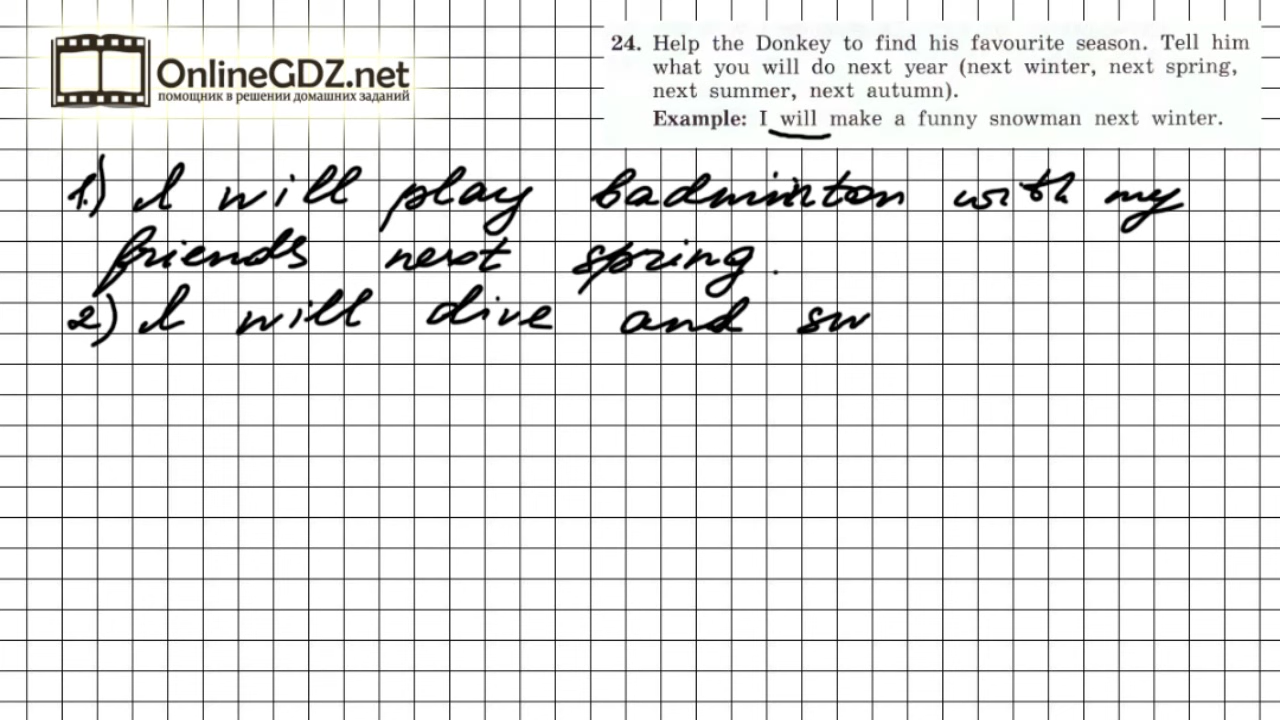 OnlineGDZ.net
помощник в решении домашних заданий
24. Help the Donkey to find his favourite season. Tell him
what you will do next year (next winter, next spring,
next summer, next autumn).
Example: I will make a funny snowman next winter.
1.) I will play badminton with my
friends next spring.
2) I will dive and sw